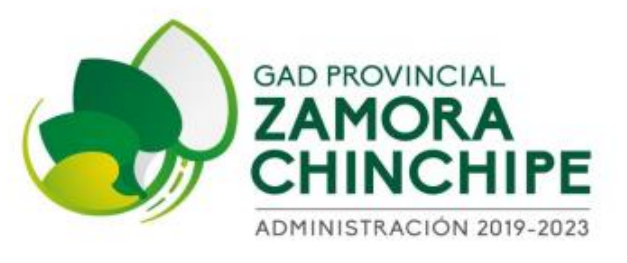 GAD PROVINCIAL
ZAMORA
CHINCHIPE
ADMINISTRACIÓN 2019-2023